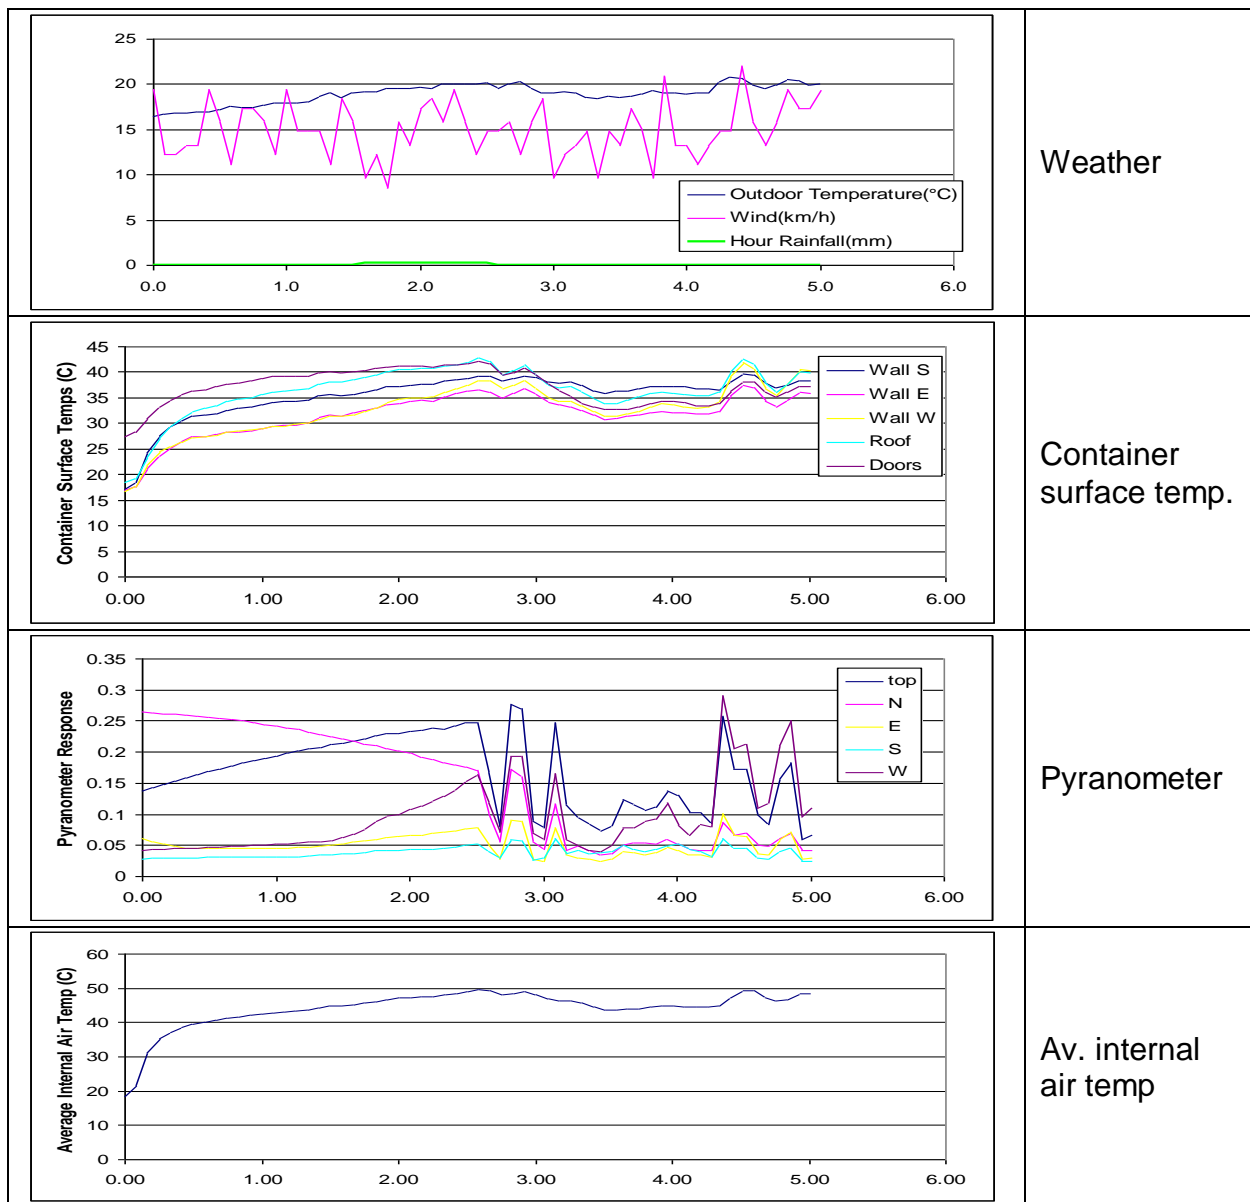 25
20
15
10
5
0
0.0 1.0 2.0 3.0 4.0 5.0 6.0
Outdoor Temperature(°C)
Wind(km/h)
Hour Rainfall(mm)
Weather
Container Surface Temps (C)
45
40
35
30
25
20
15
10
5
0
0.00 1.00 2.00 3.00 4.00 5.00 6.00
Wall S
Wall E
Wall W
Roof
Doors
Container
surface temp.
Pyranometer Response
0.35
0.3
0.25
0.2
0.15
0.1
0.05
0
0.00 1.00 2.00 3.00 4.00 5.00 6.00
top
N
E
S
W
Pyranometer
Average Internal Air Temp (C)
60
50
40
30
20
10
0
0.00 1.00 2.00 3.00 4.00 5.00 6.00
Av. internal
air temp